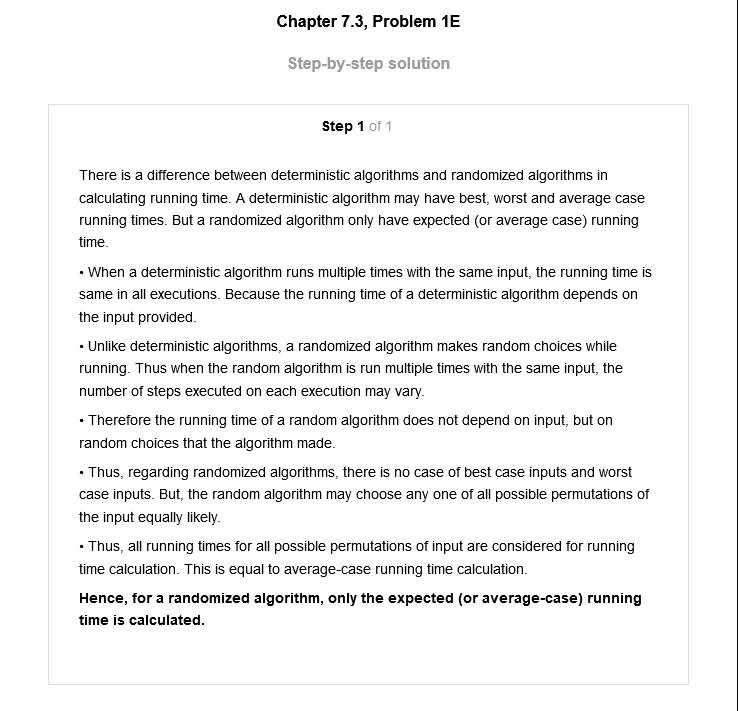 Chapter 7.3, Problem 1E
Step-by-step solution
Step 1 of 1
There is a difference between deterministic algorithms and randomized algorithms in
calculating running time. A deterministic algorithm may have best, worst and average case
running times. But a randomized algorithm only have expected (or average case) running
time.
• When a deterministic algorithm runs multiple times with the same input, the running time is
same in all executions. Because the running time of a deterministic algorithm depends on
the input provided.
• Unlike deterministic algorithms, a randomized algorithm makes random choices while
running. Thus when the random algorithm is run multiple times with the same input, the
number of steps executed on each execution may vary.
• Therefore the running time of a random algorithm does not depend on input, but on
random choices that the algorithm made.
• Thus, regarding randomized algorithms, there is no case of best case inputs and worst
case inputs. But, the random algorithm may choose any one of all possible permutations of
the input equally likely.
• Thus, all running times for all possible permutations of input are considered for running
time calculation. This is equal to average-case running time calculation.
Hence, for a randomized algorithm, only the expected (or average-case) running
time is calculated.